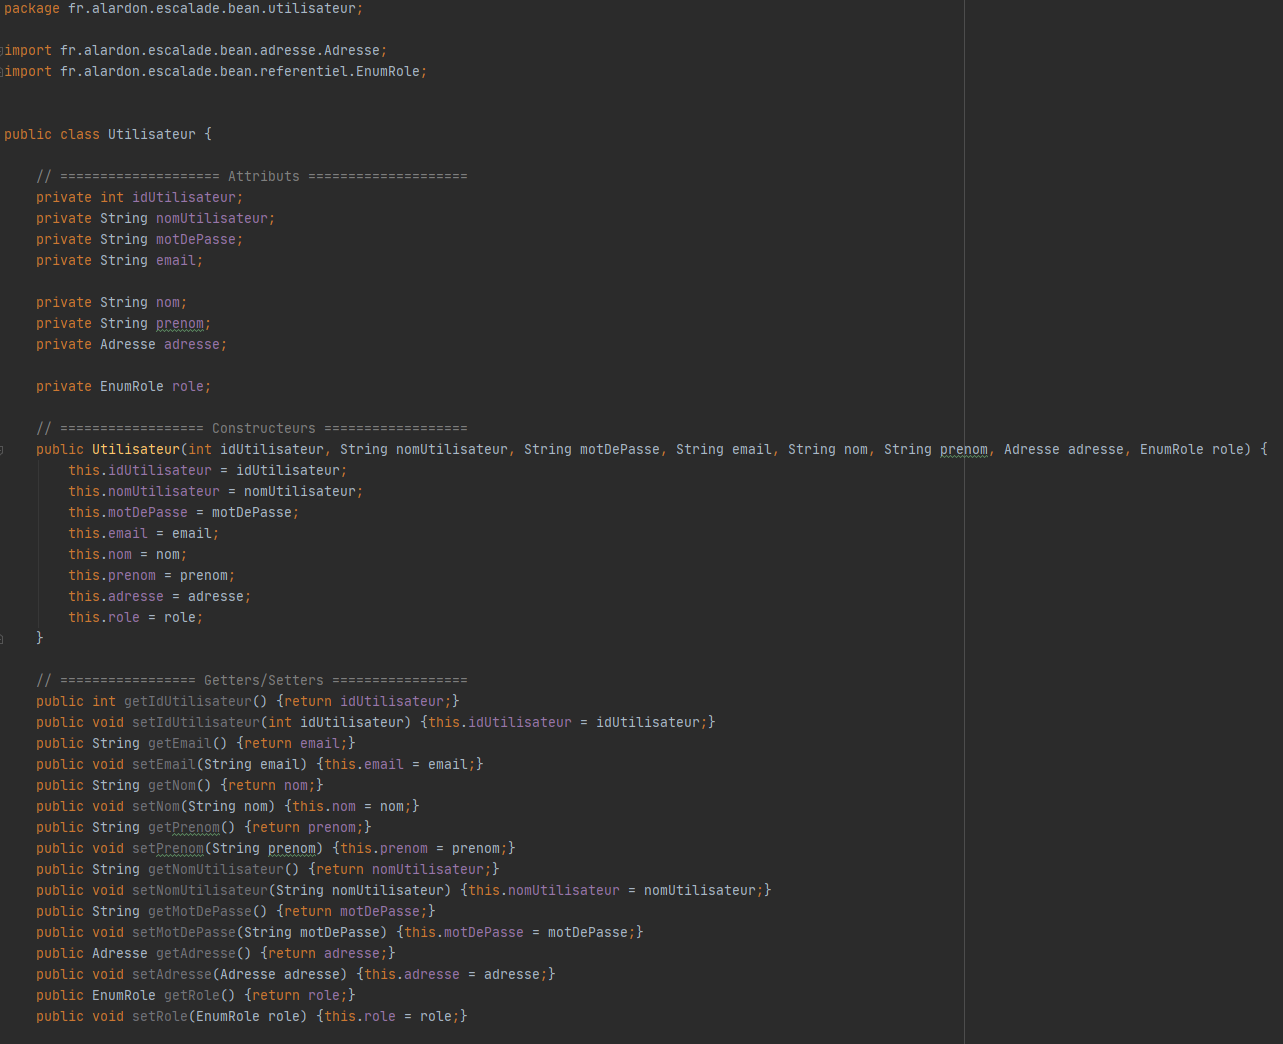 package fr.alardon.escalade.bean.utilisateur;
import fr.alardon.escalade.bean.adresse.Adresse;
import fr.alardon.escalade.bean.referentiel.EnumRole;
public class Utilisateur {
// ==================== Attributs ====================
private int idUtilisateur;
private String nomUtilisateur;
private String motDePasse;
private String email;
private String nom;
private String prenom;
private Adresse adresse;
private EnumRole role;
// ================== Constructeurs ==================
public Utilisateur(int idUtilisateur, String nomUtilisateur, String motDePasse, String email, String nom, String prenom, Adresse adresse, EnumRole role) {
this.idUtilisateur = idUtilisateur;
this.nomUtilisateur = nomUtilisateur;
this.motDePasse = motDePasse;
this.email = email;
this.nom = nom;
this.prenom = prenom;
this.adresse = adresse;
this.role = role;
}
// ================= Getters/Setters =================
public int getIdUtilisateur() {return idUtilisateur;}
public void setIdUtilisateur(int idUtilisateur) {this.idUtilisateur = idUtilisateur;}
public String getEmail() {return email;}
public void setEmail(String email) {this.email = email;}
public String getNom() {return nom;}
public void setNom(String nom) {this.nom = nom;}
public String getPrenom() {return prenom;}
public void setPrenom(String prenom) {this.prenom = prenom;}
public String getNomUtilisateur() {return nomUtilisateur;}
public void setNomUtilisateur(String nomUtilisateur) {this.nomUtilisateur = nomUtilisateur;}
public String getMotDePasse() {return motDePasse;}
public void setMotDePasse(String motDePasse) {this.motDePasse = motDePasse;}
public Adresse getAdresse() {return adresse;}
public void setAdresse(Adresse adresse) {this.adresse = adresse;}
public EnumRole getRole() {return role;}
public void setRole(EnumRole role) {this.role = role;}